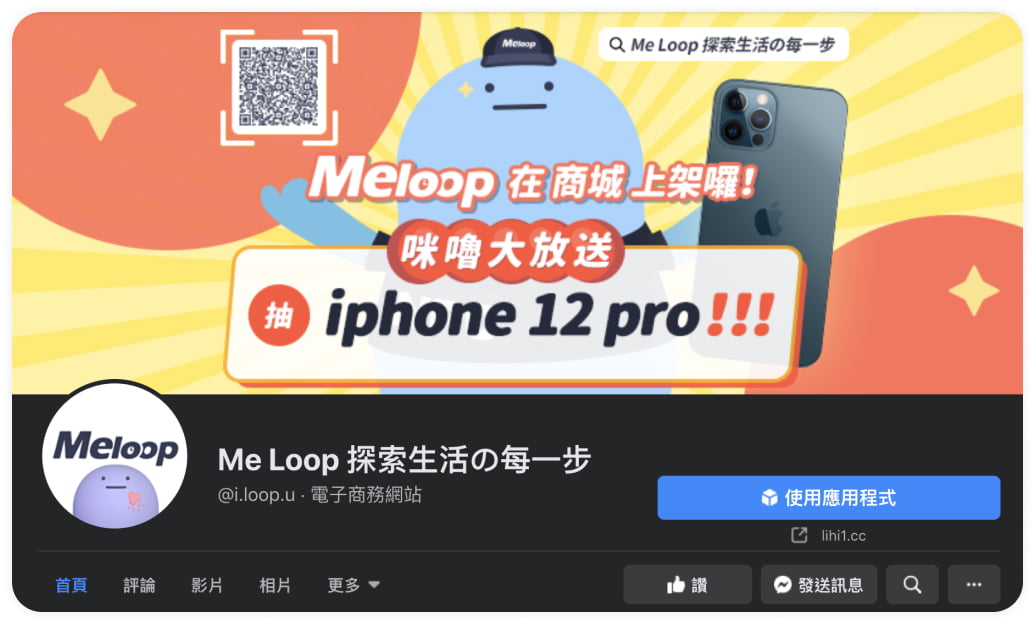 Meloop
Me Loop 探索生活の每一步
Meloop 在商城上架囉!
咪嚕大放送
抽 iphone 12 pro!!!
Meloop
Me Loop 探索生活の每一步
@i.loop.u · 電子商務網站
使用應用程式
lihi1.cc
首頁 評論 影片 相片 更多
讚 發送訊息